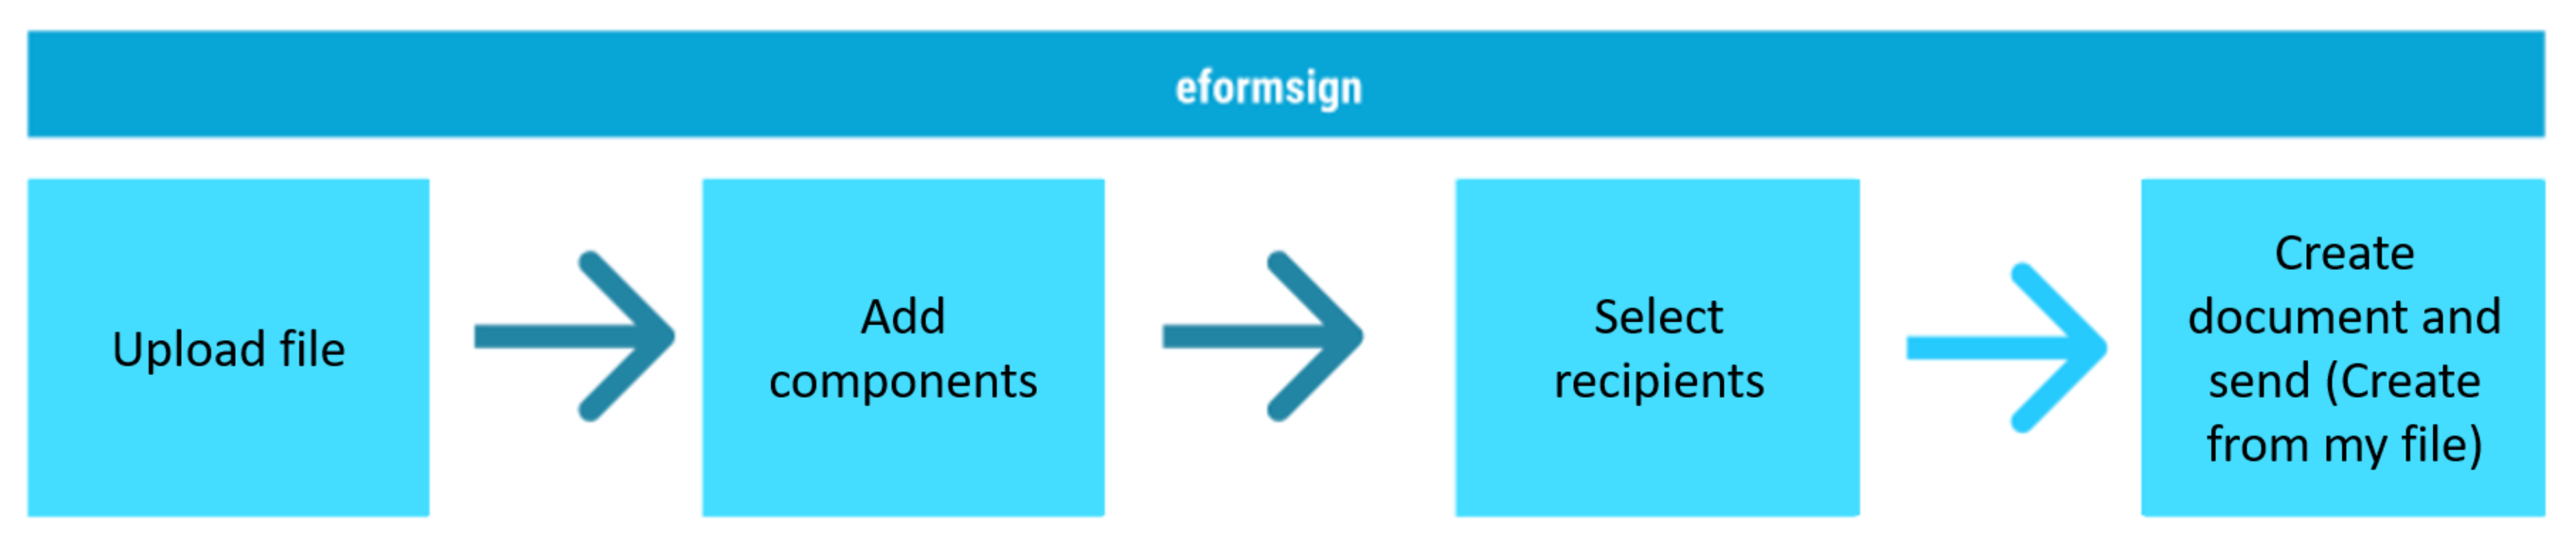 eformsign
Upload file
Add
components
Select
recipients
Create
document and
send (Create
from my file)